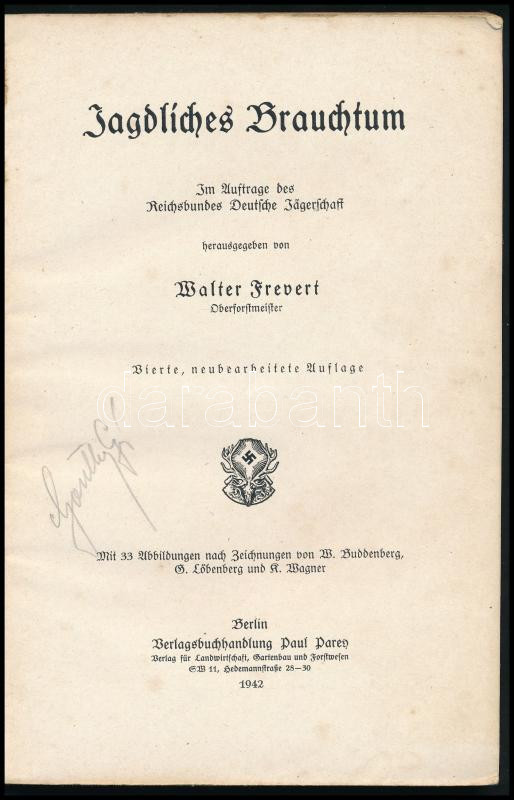 Jagdliches Brauchtum
Im Auftrage des
Reichsbundes Deutsche Jägerschaft
herausgegeben von
Walter Frevert
Oberforstmeister
Vierte, neubearbeitete Auflage
darabanth
Mit 33 Abbildungen nach Zeichnungen von W. Buddenberg,
G. Löbenberg und K. Wagner
Berlin
Verlagsbuchhandlung Paul Parey
Verlag für Landwirtschaft, Gartenbau und Forstwesen
SW 11, Hedemannstraße 28—30
1942